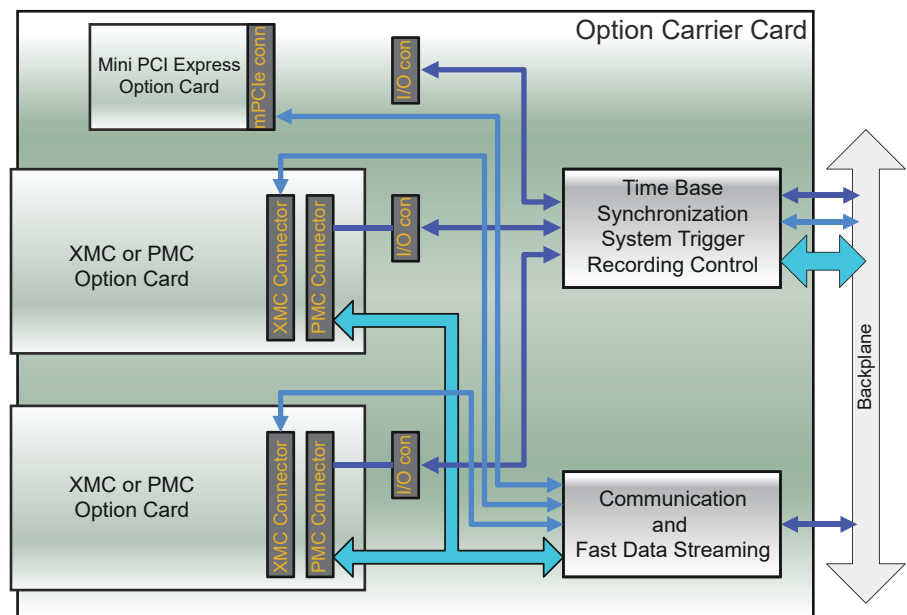 Option Carrier Card
Mini PCI Express
Option Card
mPCIe conn
I/O con
XMC or PMC
Option Card
XMC Connector
PMC Connector
I/O con
Time Base
Synchronization
System Trigger
Recording Control
Backplane
XMC or PMC
Option Card
XMC Connector
PMC Connector
I/O con
Communication
and
Fast Data Streaming